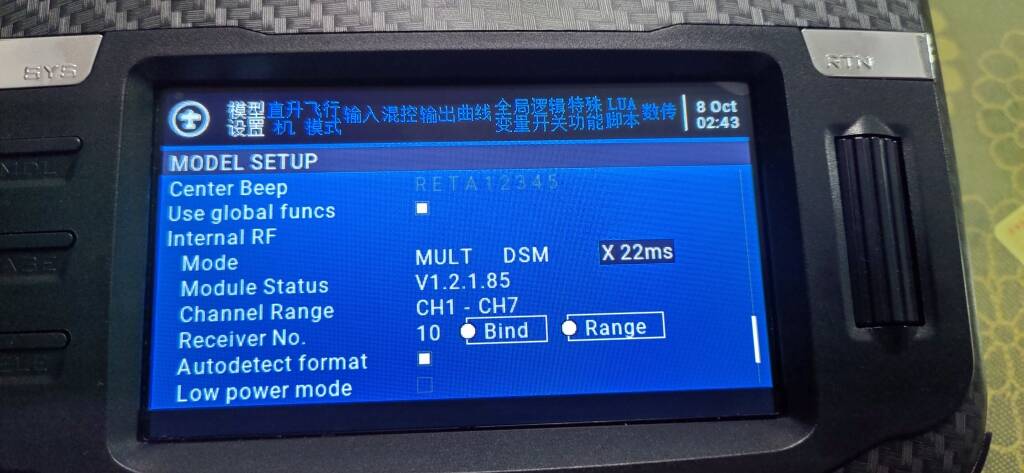 SYS
RTN
模型 直升 飞行 输入 混控 输出 曲线 全局 逻辑 特殊 LUA 数传 8 Oct
设置 机 模式 变量 开关 功能 脚本 02:43
MODEL SETUP
Center Beep RETA12345
Use global funcs
Internal RF
Mode MULT DSM X 22ms
Module Status V1.2.1.85
Channel Range CH1 - CH7
Receiver No. 10 Bind Range
Autodetect format
Low power mode
MDL